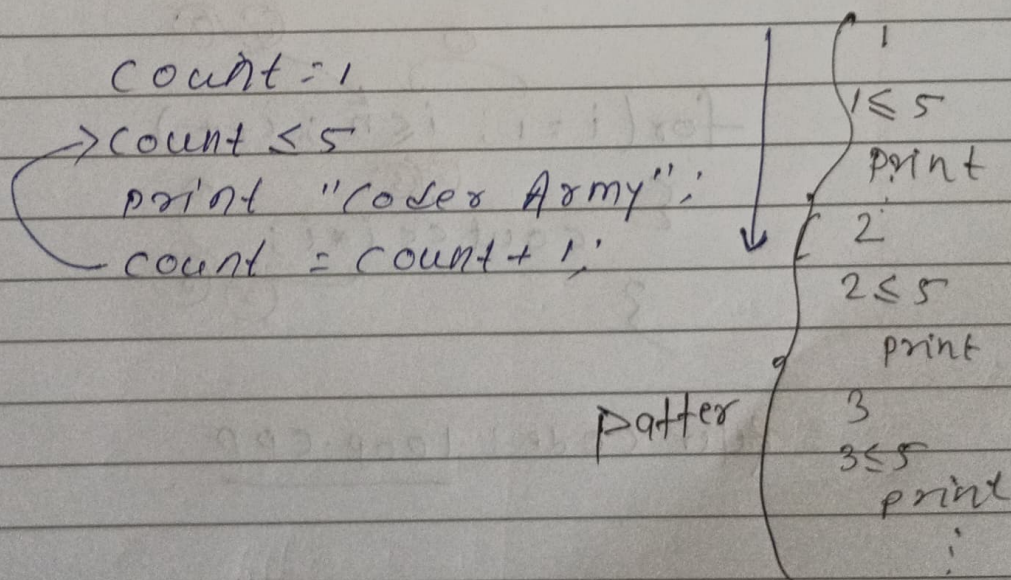 count = 1
count ≤ 5
print "Coder Army";
count = count + 1;
1
1 ≤ 5
print
2
2 ≤ 5
print
patter
3
3 ≤ 5
print